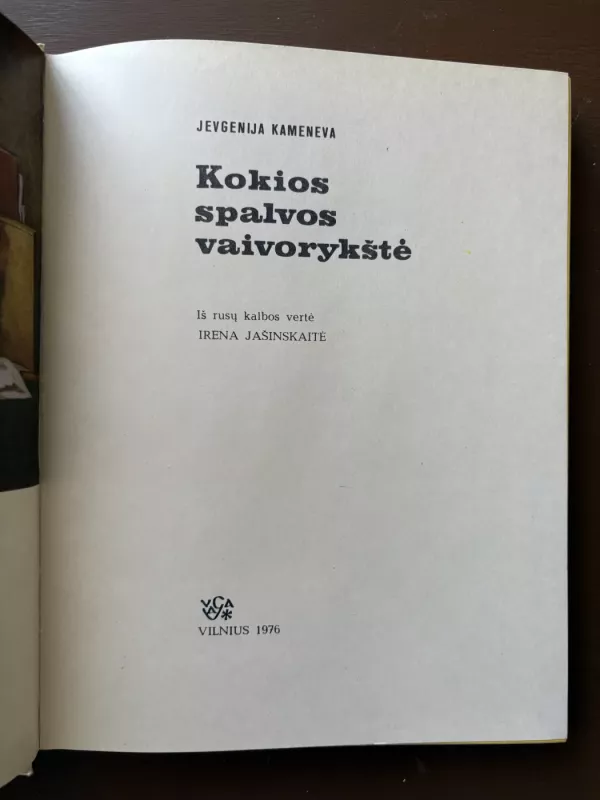 JEVGENIJA KAMENEVA
Kokios
spalvos
vaivorykštė
Iš rusų kalbos vertė
IRENA JAŠINSKAITĖ
VILNIUS 1976